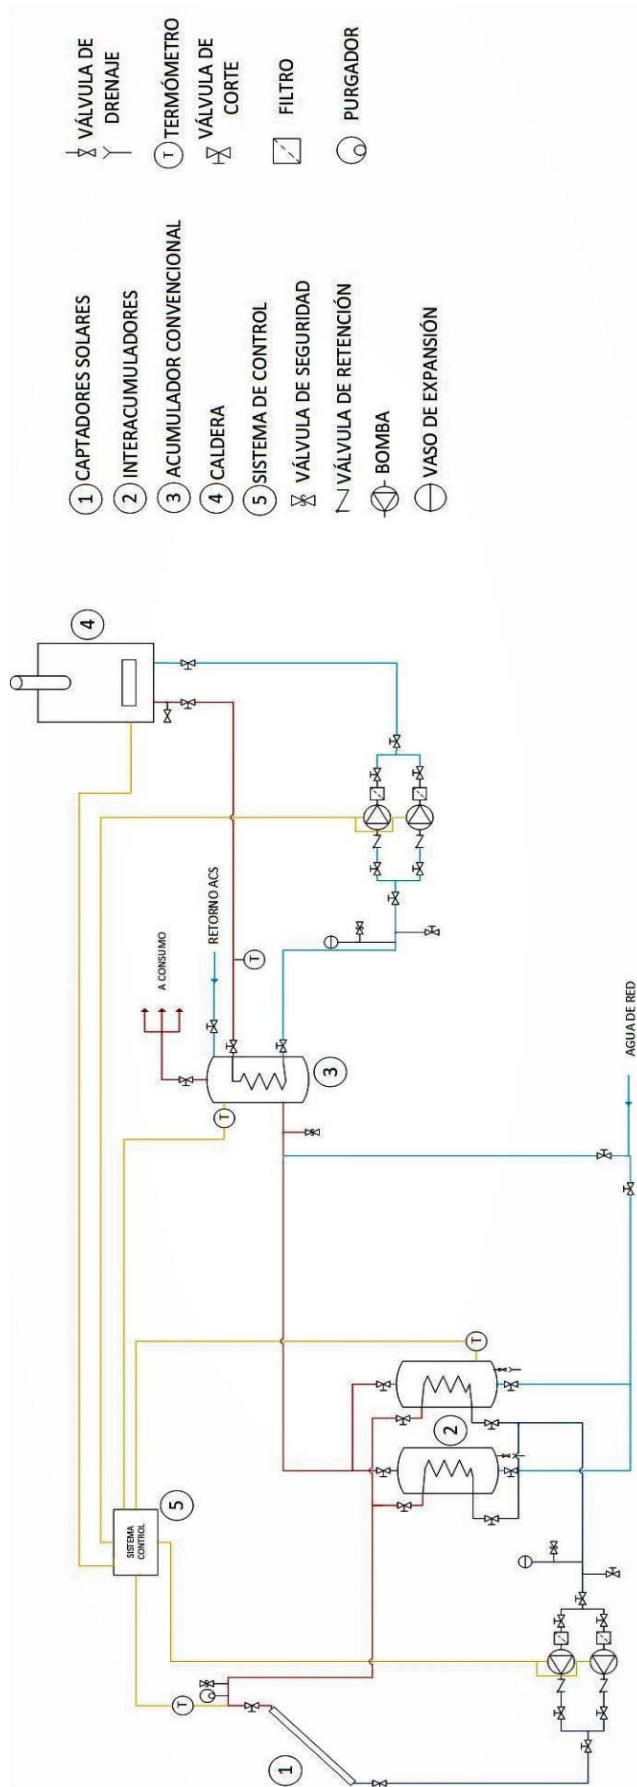 4
SISTEMA
CONTROL
5
A CONSUMO
T
RETORNO ACS
T
T
1
3
2
T
AGUA DE RED
1 CAPTADORES SOLARES
2 INTERACUMULADORES
3 ACUMULADOR CONVENCIONAL
4 CALDERA
5 SISTEMA DE CONTROL
VÁLVULA DE SEGURIDAD
VÁLVULA DE RETENCIÓN
BOMBA
VASO DE EXPANSIÓN
VÁLVULA DE
DRENAJE
T TERMÓMETRO
VÁLVULA DE
CORTE
FILTRO
PURGADOR